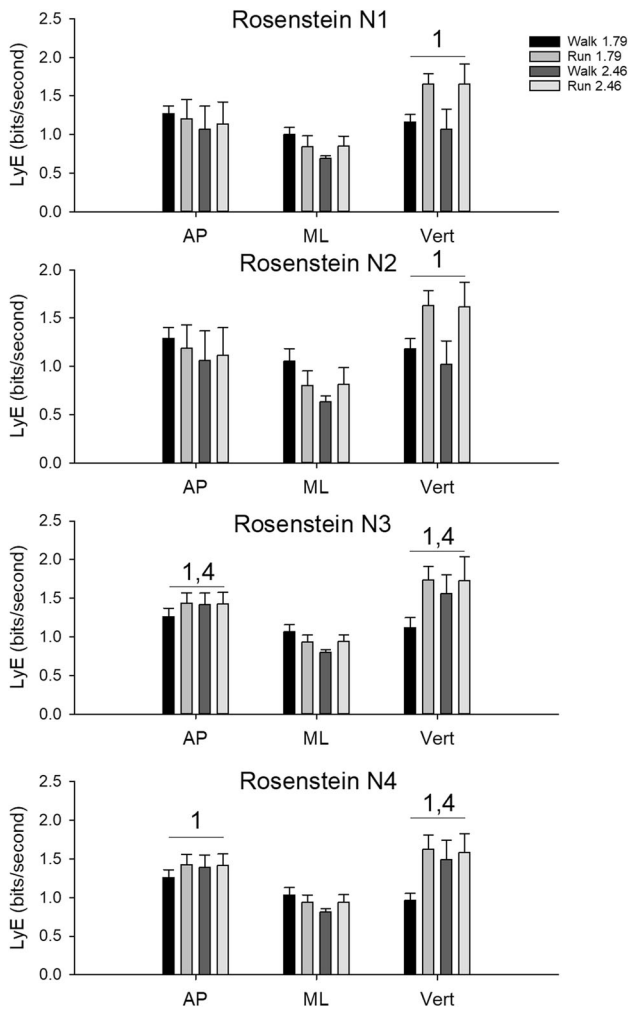 Rosenstein N1
LyE (bits/second)
2.5
2.0
1.5
1.0
0.5
0.0
1
Walk 1.79
Run 1.79
Walk 2.46
Run 2.46
AP ML Vert
Rosenstein N2
LyE (bits/second)
2.0
1.5
1.0
0.5
0.0
1
AP ML Vert
Rosenstein N3
LyE (bits/second)
2.5
2.0
1.5
1.0
0.5
0.0
1,4
1,4
AP ML Vert
Rosenstein N4
LyE (bits/second)
2.5
2.0
1.5
1.0
0.5
0.0
1
1,4
AP ML Vert